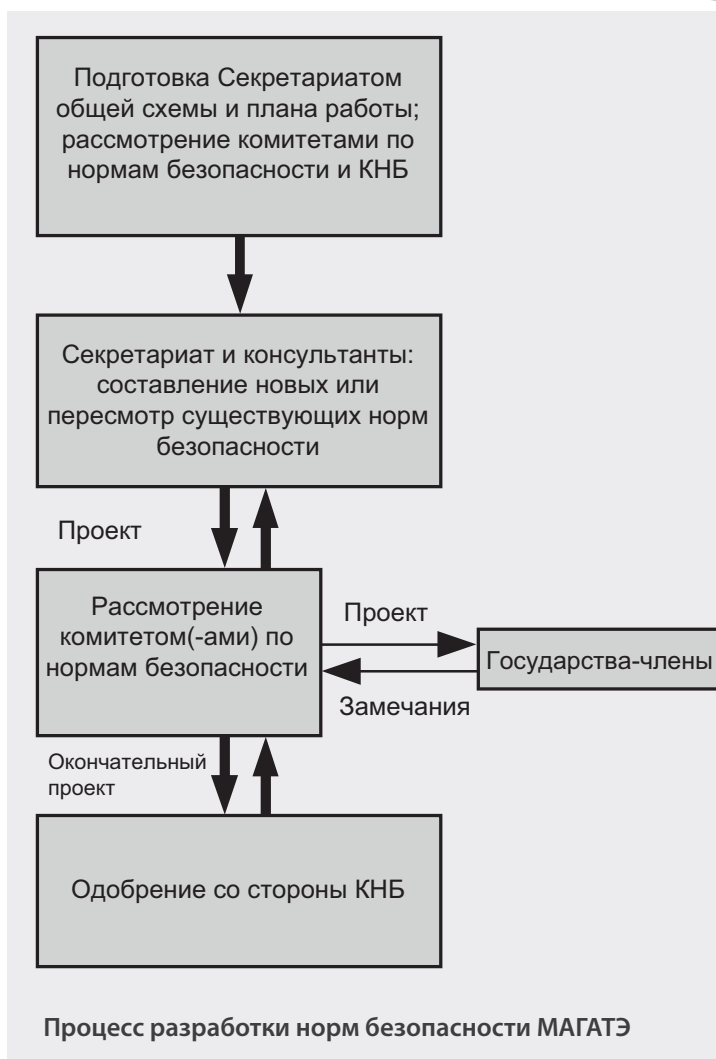 Подготовка Секретариатом
общей схемы и плана работы;
рассмотрение комитетами по
нормам безопасности и КНБ
Секретариат и консультанты:
составление новых или
пересмотр существующих норм
безопасности
Проект
Рассмотрение
комитетом(-ами) по
нормам безопасности
Проект
Государства-члены
Замечания
Окончательный
проект
Одобрение со стороны КНБ
Процесс разработки норм безопасности МАГАТЭ